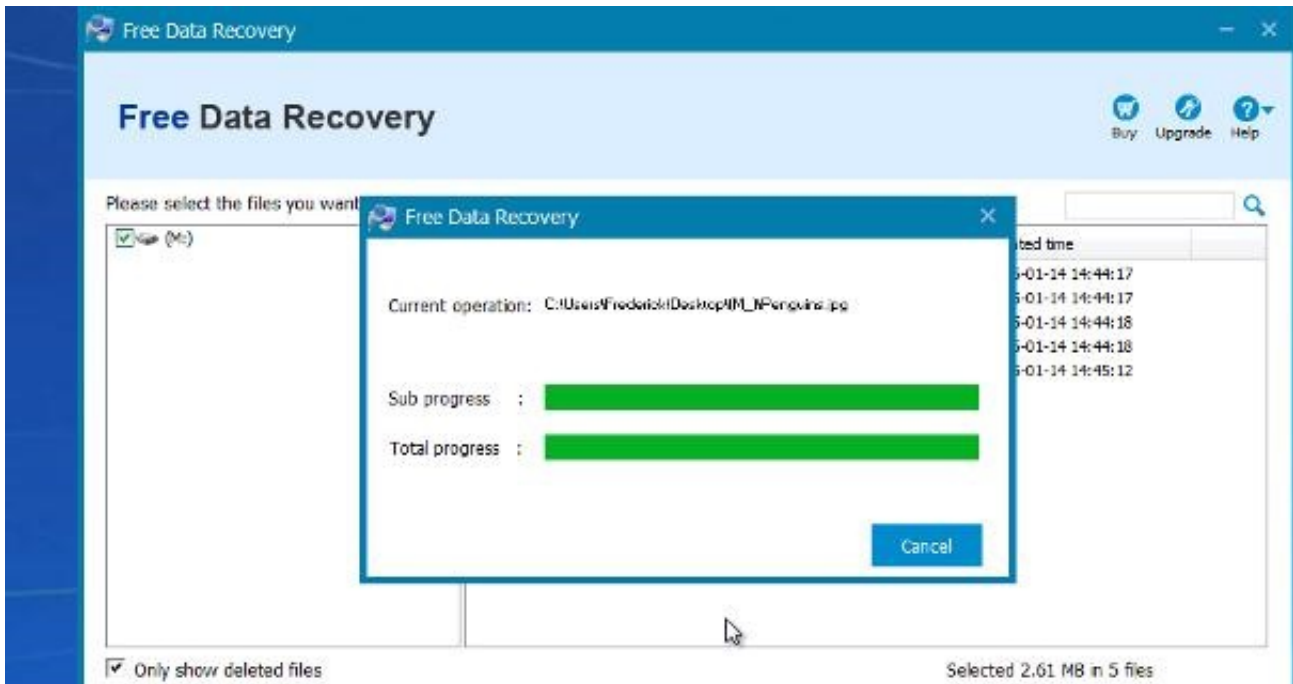 Free Data Recovery
Free Data Recovery
Buy Upgrade Help
Please select the files you want
(M:)
Free Data Recovery
ted time
Current operation: C:\Users\Frederick\Desktop\(M_)\Penguins.jpg
5-01-14 14:44:17
5-01-14 14:44:17
5-01-14 14:44:18
5-01-14 14:44:18
5-01-14 14:45:12
Sub progress :
Total progress :
Cancel
Only show deleted files
Selected 2.61 MB in 5 files